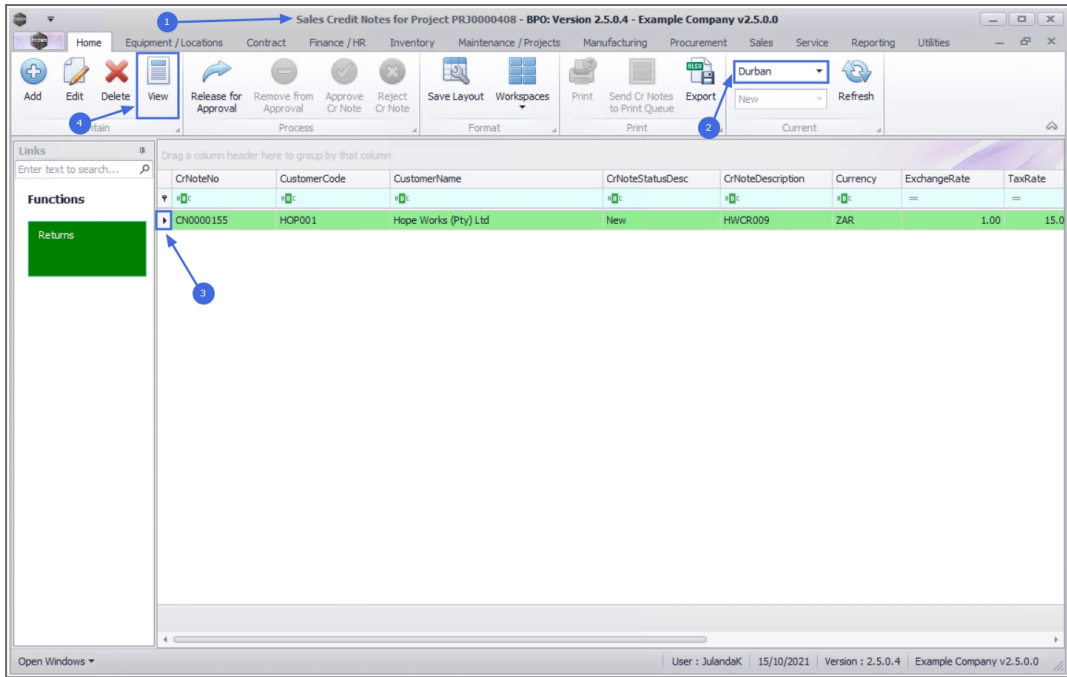 1
Sales Credit Notes for Project PRJ0000408 - BPO: Version 2.5.0.4 - Example Company v2.5.0.0
Home Equipment / Locations Contract Finance / HR Inventory Maintenance / Projects Manufacturing Procurement Sales Service Reporting Utilities
Add Edit Delete View Release for Approval Remove from Approval Approve Cr Note Reject Cr Note Save Layout Workspaces Print Send Cr Notes to Print Queue XLSX Export Durban New Refresh
4 2
Process Format Print Current
Links
Enter text to search...
Functions
Returns
Drag a column header here to group by that column
CrNoteNo CustomerCode CustomerName CrNoteStatusDesc CrNoteDescription Currency ExchangeRate TaxRate
= =
CN0000155 HOP001 Hope Works (Pty) Ltd New HWCR009 ZAR 1.00 15.0
3
Open Windows User : JulandaK 15/10/2021 Version : 2.5.0.4 Example Company v2.5.0.0